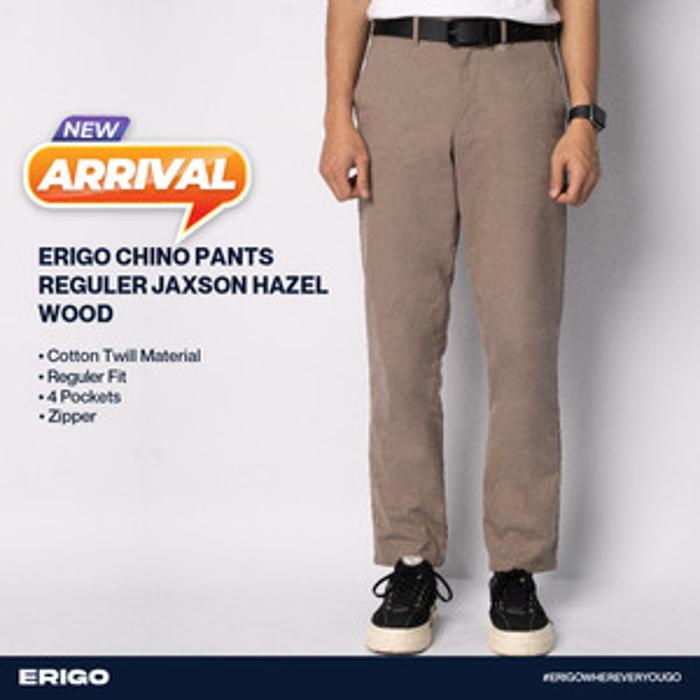 NEW
ARRIVAL
ERIGO CHINO PANTS
REGULER JAXSON HAZEL
WOOD
• Cotton Twill Material
• Reguler Fit
• 4 Pockets
• Zipper
ERIGO
#ERIGOWHEREVERYOUGO